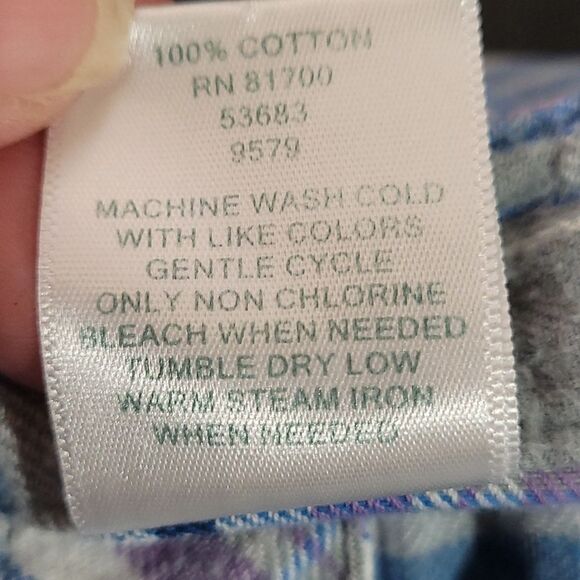 100% COTTON
RN 81700
53683
9579
MACHINE WASH COLD
WITH LIKE COLORS
GENTLE CYCLE
ONLY NON CHLORINE
BLEACH WHEN NEEDED
TUMBLE DRY LOW
WARM STEAM IRON
WHEN NEEDED